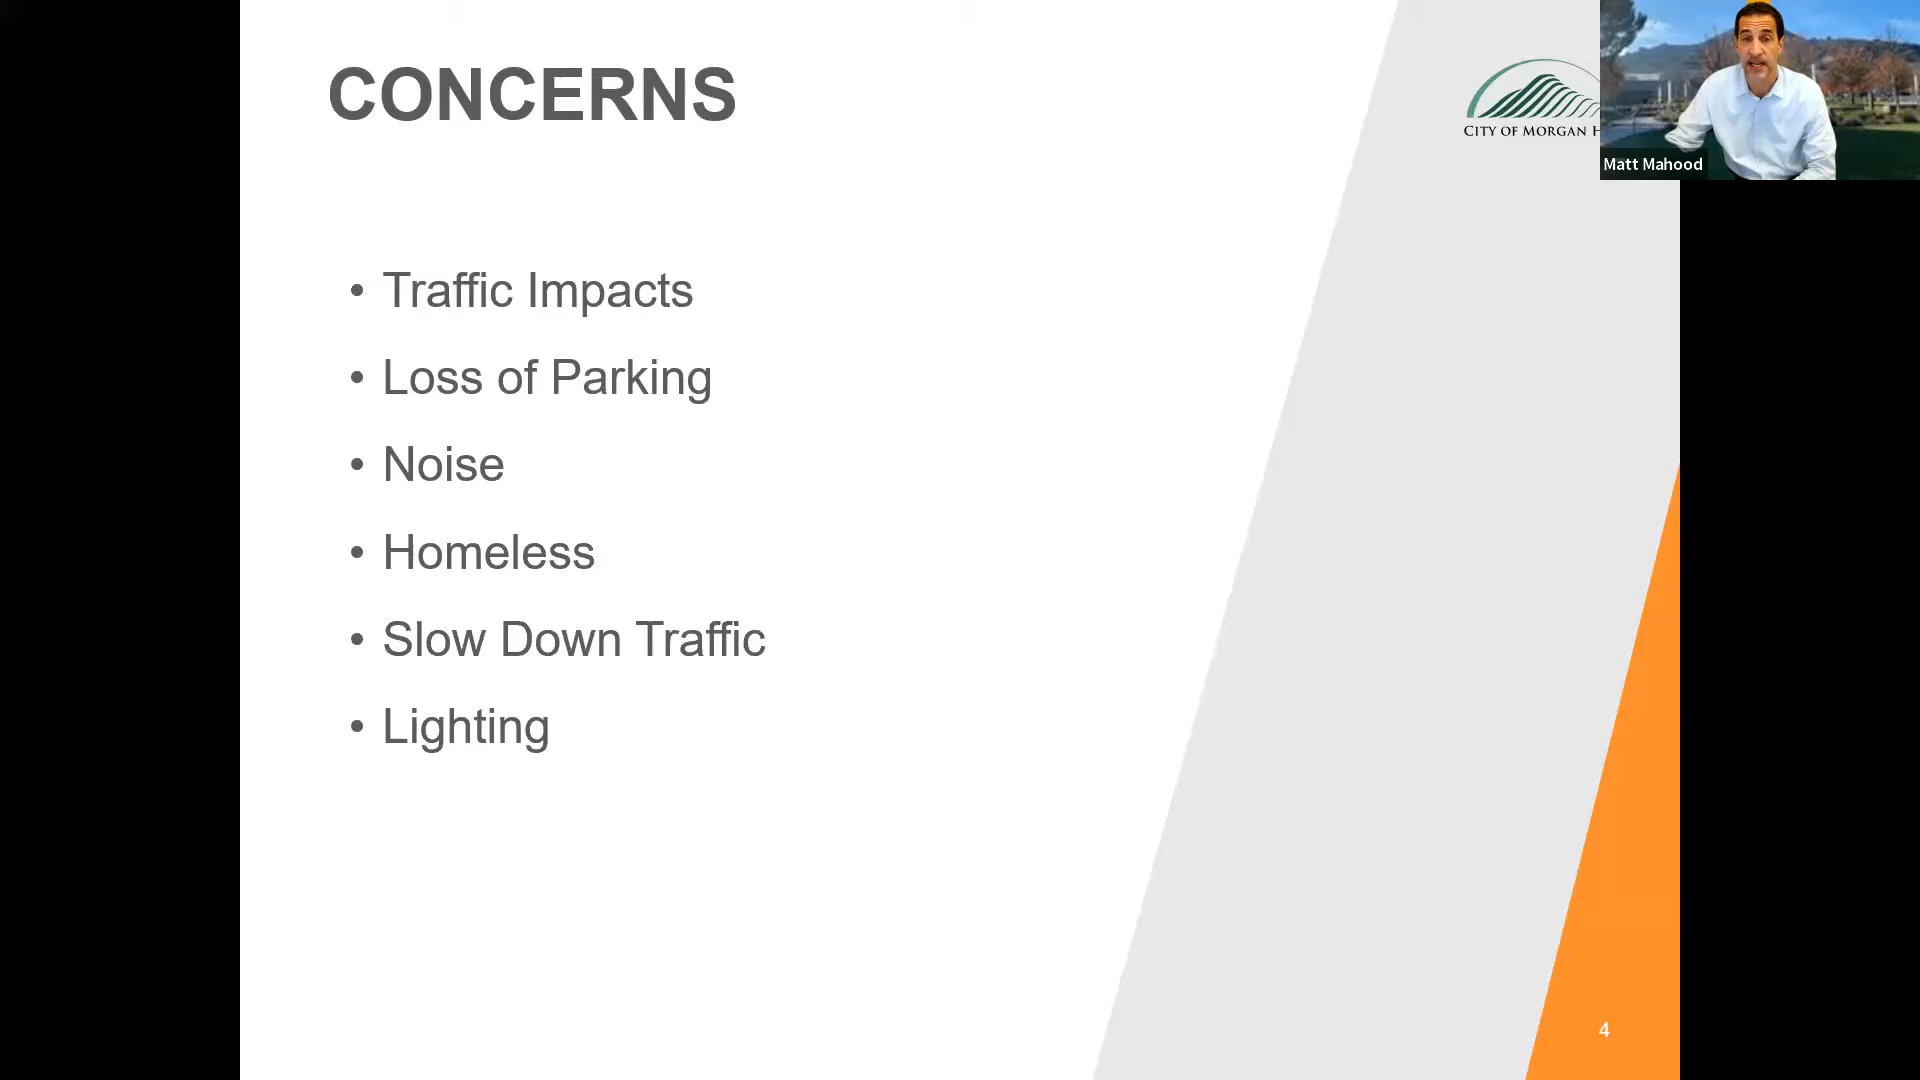 CONCERNS
CITY OF MORGAN H
Matt Mahood
• Traffic Impacts
• Loss of Parking
• Noise
• Homeless
• Slow Down Traffic
• Lighting
4